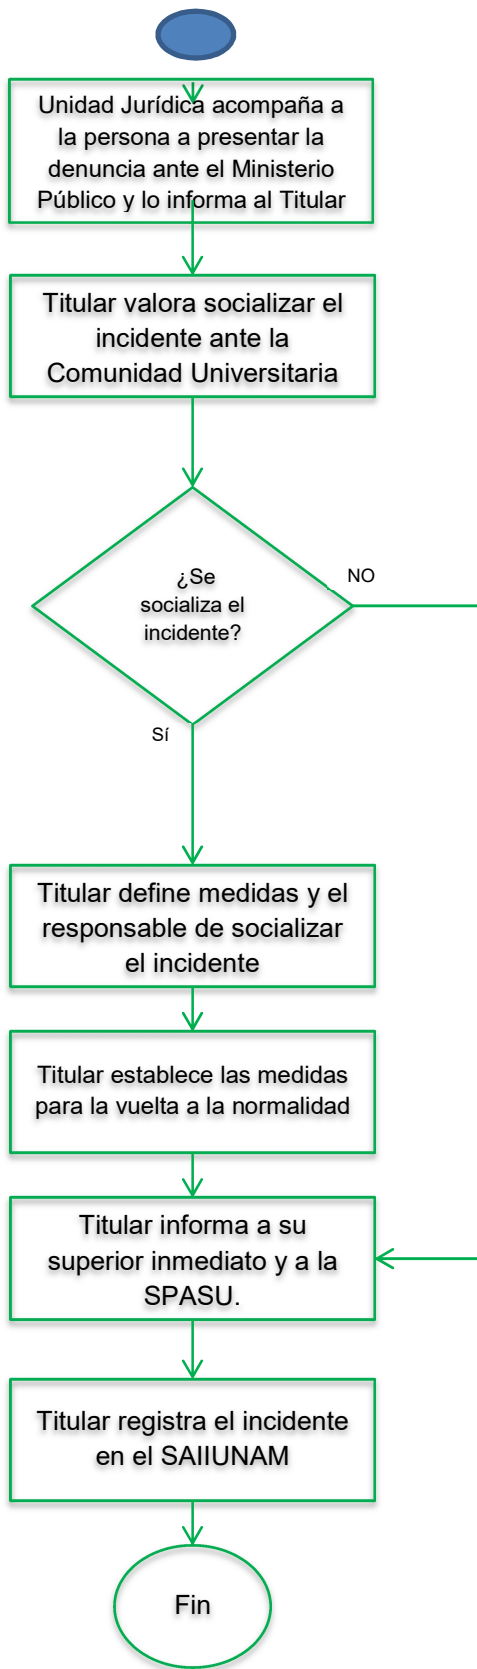 Unidad Jurídica acompaña a
la persona a presentar la
denuncia ante el Ministerio
Público y lo informa al Titular
Titular valora socializar el
incidente ante la
Comunidad Universitaria
¿Se
socializa el
incidente?
NO
Sí
Titular define medidas y el
responsable de socializar
el incidente
Titular establece las medidas
para la vuelta a la normalidad
Titular informa a su
superior inmediato y a la
SPASU.
Titular registra el incidente
en el SAIIUNAM
Fin